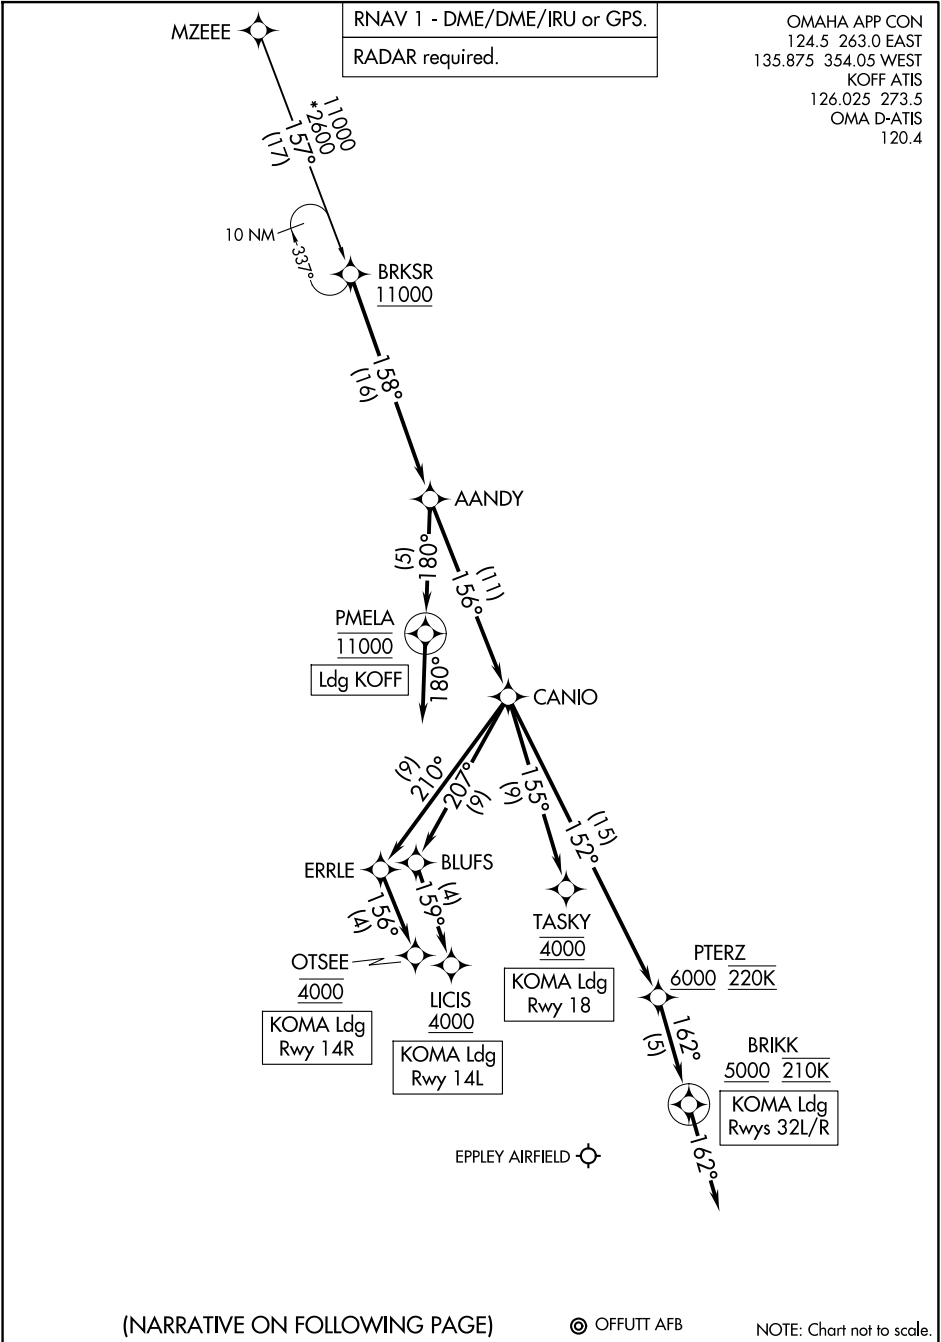 RNAV 1 - DME/DME/IRU or GPS.
RADAR required.
OMAHA APP CON
124.5 263.0 EAST
135.875 354.05 WEST
KOFF ATIS
126.025 273.5
OMA D-ATIS
120.4
MZEEE
11000
*2600
157°
(17)
10 NM
337°
BRKSR
11000
158°
(16)
AANDY
(5)
180°
(11)
156°
PMELA
11000
Ldg KOFF
180°
CANIO
(9)
210°
207°
(9)
155°
(9)
(15)
152°
ERRLE
BLUFS
156°
(4)
(4)
159°
OTSEE
4000
KOMA Ldg
Rwy 14R
LICIS
4000
KOMA Ldg
Rwy 14L
TASKY
4000
KOMA Ldg
Rwy 18
PTERZ
6000 220K
162°
(5)
BRIKK
5000 210K
KOMA Ldg
Rwys 32L/R
162°
EPPLEY AIRFIELD
(NARRATIVE ON FOLLOWING PAGE)
OFFUTT AFB
NOTE: Chart not to scale.